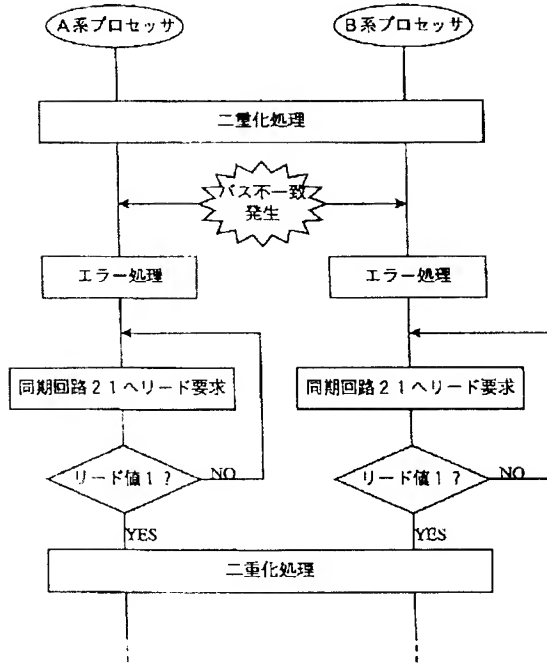 A系プロセッサ
B系プロセッサ
二重化処理
バス不一致
発生
エラー処理
エラー処理
同期回路21へリード要求
同期回路21へリード要求
リード値1?
NO
リード値1?
NO
YES
YES
二重化処理